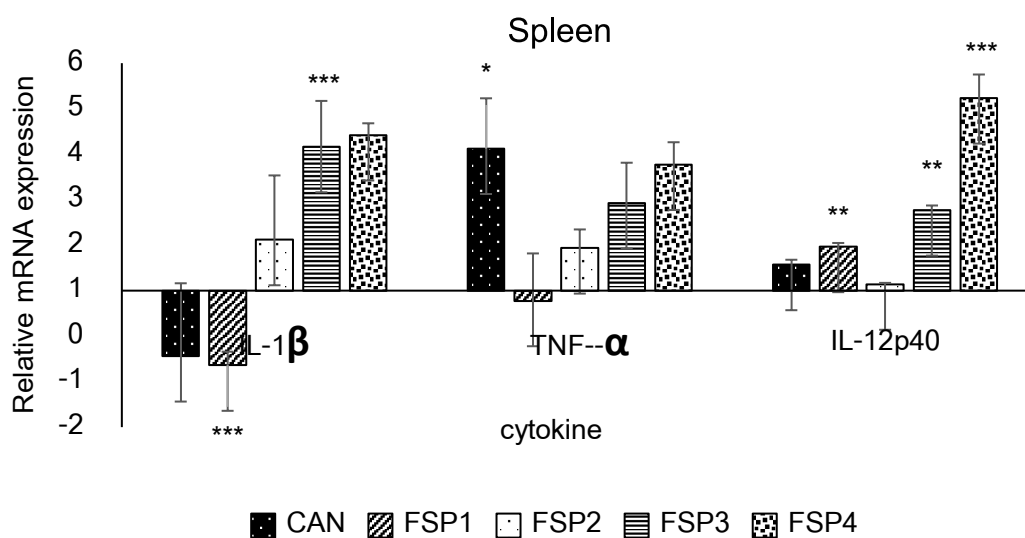 Spleen
Relative mRNA expression
6
5
4
3
2
1
0
-1
-2
***
*
**
**
***
***
IL-1β
TNF--α
IL-12p40
cytokine
CAN FSP1 FSP2 FSP3 FSP4